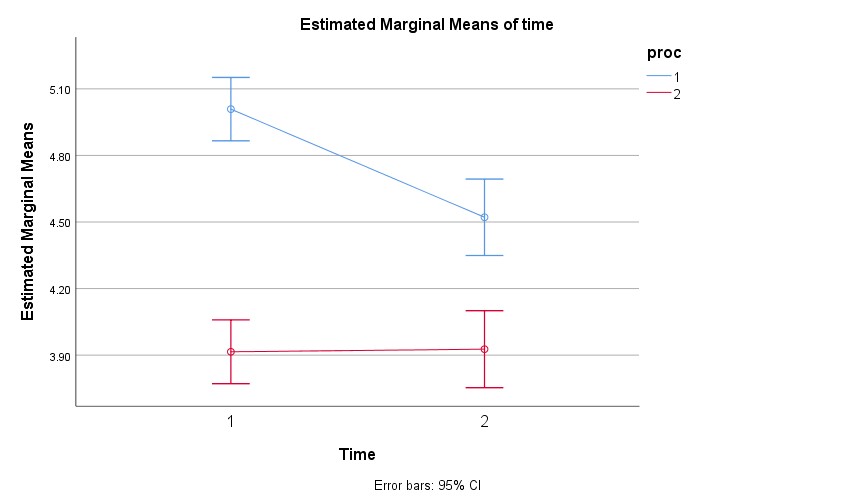 Estimated Marginal Means of time
proc
1
2
Estimated Marginal Means
5.10
4.80
4.50
4.20
3.90
1 2
Time
Error bars: 95% CI